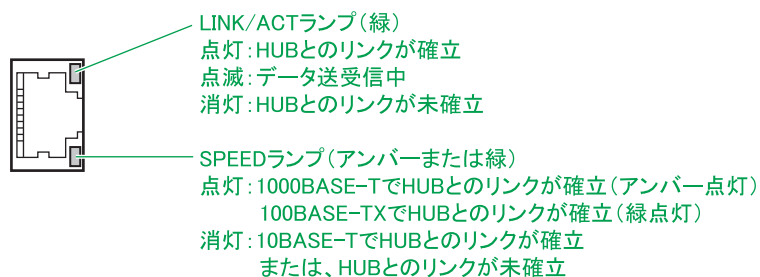 LINK/ACTランプ（緑）
点灯：HUBとのリンクが確立
点滅：データ送受信中
消灯：HUBとのリンクが未確立
SPEEDランプ（アンバーまたは緑）
点灯：1000BASE-TでHUBとのリンクが確立（アンバー点灯）
100BASE-TXでHUBとのリンクが確立（緑点灯）
消灯：10BASE-TでHUBとのリンクが確立
または、HUBとのリンクが未確立